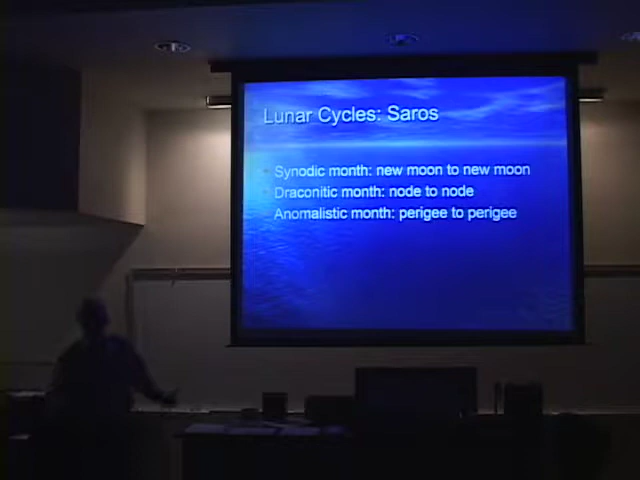 Lunar Cycles: Saros
Synodic month: new moon to new moon
Draconitic month: node to node
Anomalistic month: perigee to perigee